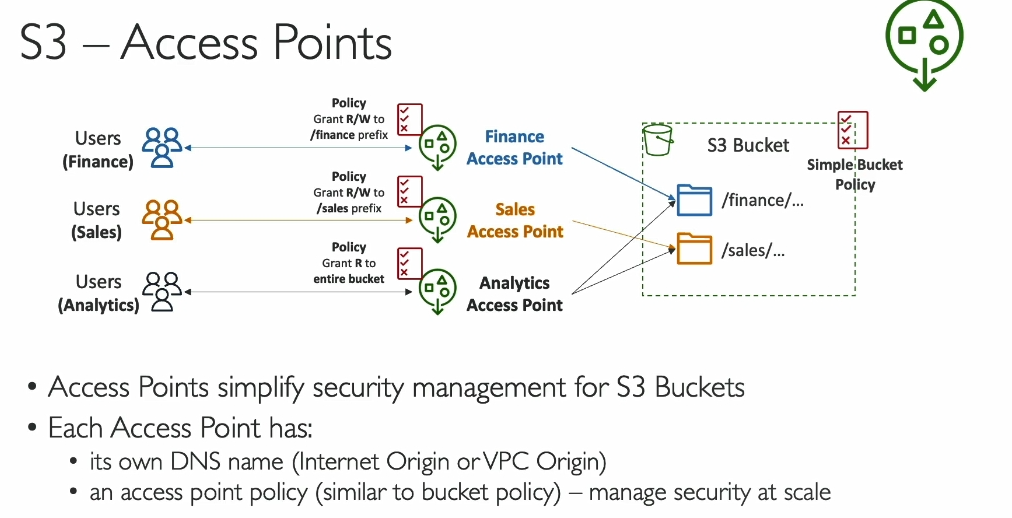 S3 – Access Points
Policy
Grant R/W to
/finance prefix
Users
(Finance)
Finance
Access Point
Policy
Grant R/W to
/sales prefix
Users
(Sales)
Sales
Access Point
Policy
Grant R to
entire bucket
Users
(Analytics)
Analytics
Access Point
S3 Bucket
Simple Bucket
Policy
/finance/...
/sales/...
• Access Points simplify security management for S3 Buckets
• Each Access Point has:
• its own DNS name (Internet Origin or VPC Origin)
• an access point policy (similar to bucket policy) – manage security at scale